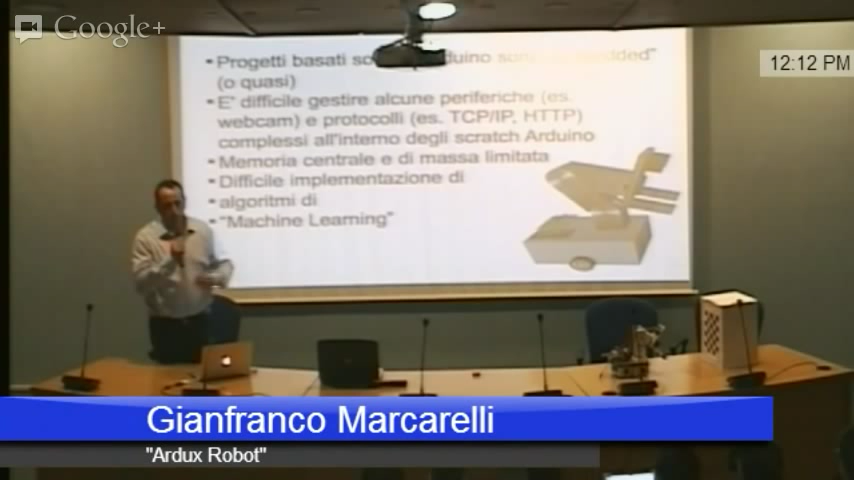 Google+
12:12 PM
Progetti basati
(o quasi)
E' difficile gestire alcune periferiche (es.
webcam) e protocolli (es. TCP/IP, HTTP)
complessi all'interno degli scratch Arduino
Memoria centrale e di massa limitata
Difficile implementazione di
algoritmi di
"Machine Learning"
Gianfranco Marcarelli
"Ardux Robot"